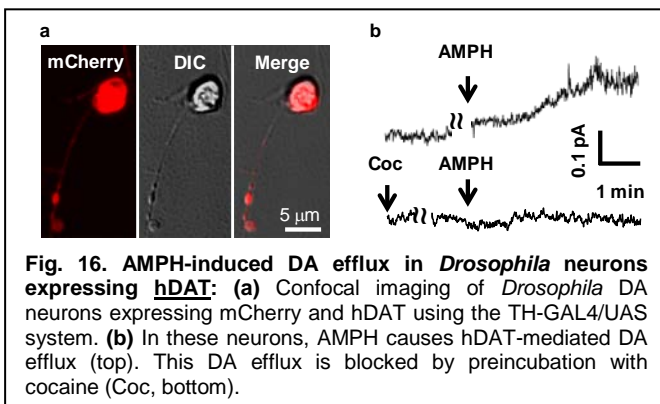 a
mCherry DIC Merge
5 μm
b
AMPH
Coc AMPH
0.1 pA
1 min
Fig. 16. AMPH-induced DA efflux in Drosophila neurons
expressing hDAT: (a) Confocal imaging of Drosophila DA
neurons expressing mCherry and hDAT using the TH-GAL4/UAS
system. (b) In these neurons, AMPH causes hDAT-mediated DA
efflux (top). This DA efflux is blocked by preincubation with
cocaine (Coc, bottom).